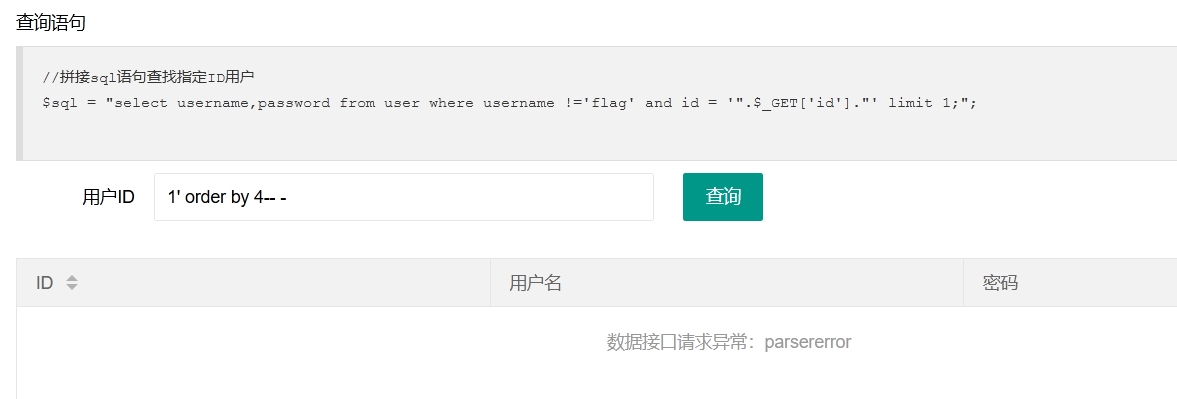 查询语句
//拼接sql语句查找指定ID用户
$sql = "select username,password from user where username !='flag' and id = '".$_GET['id']."' limit 1;";
用户ID 1' order by 4-- - 查询
ID 用户名 密码
数据接口请求异常：parsererror